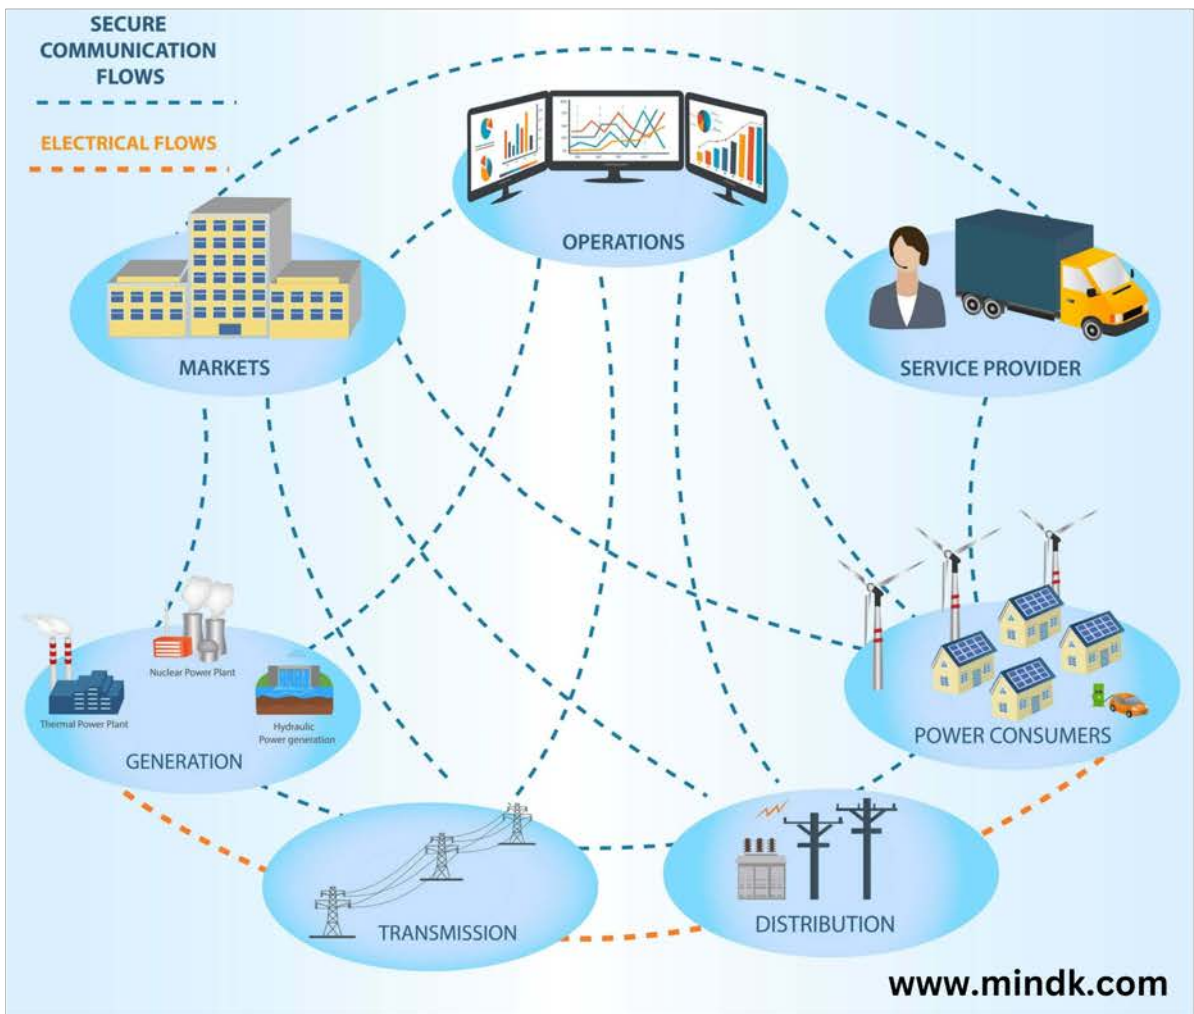 SECURE
COMMUNICATION
FLOWS
ELECTRICAL FLOWS
OPERATIONS
MARKETS
SERVICE PROVIDER
Nuclear Power Plant
Thermal Power Plant
Hydraulic
Power generation
GENERATION
POWER CONSUMERS
TRANSMISSION
DISTRIBUTION
www.mindk.com